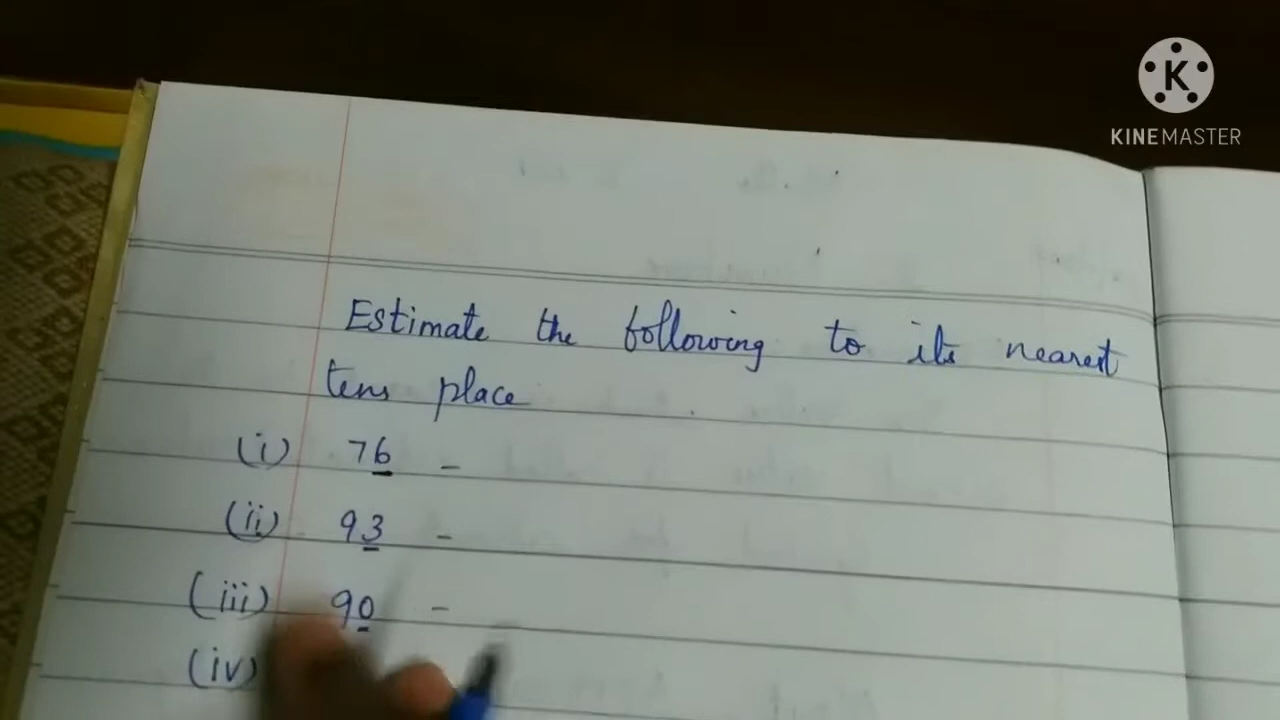 K
KINEMASTER
Estimate the following to its nearest
tens place
(i) 76 -
(ii) 93 -
(iii) 90 -
(iv)